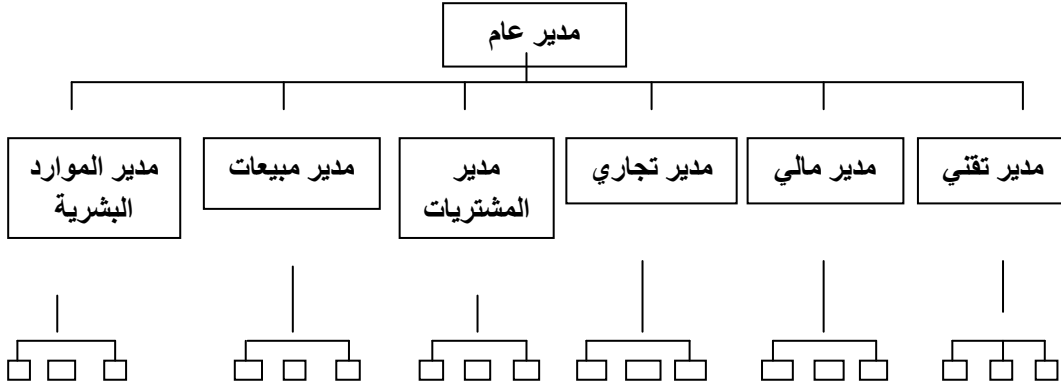 مدير عام
مدير تقني
مدير مالي
مدير تجاري
مدير
المشتريات
مدير مبيعات
مدير الموارد
البشرية